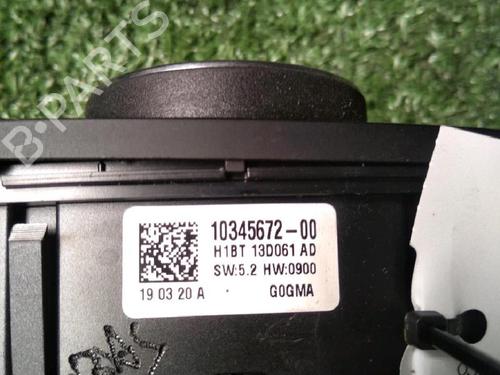 B-PARTS
10345672-00
H1BT 13D061 AD
SW:5.2 HW:0900
19 03 20 A G0GMA